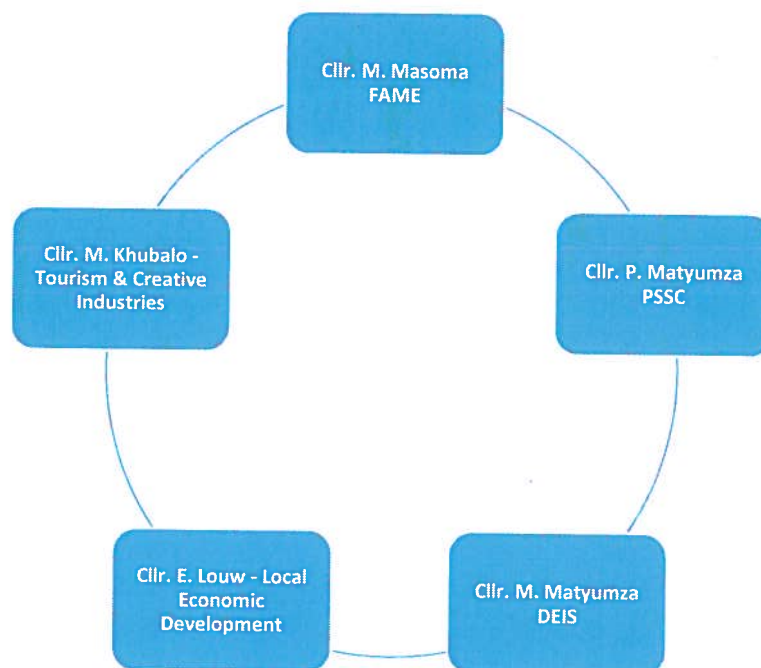 Cllr. M. Masoma
FAME
Cllr. P. Matyumza
PSSC
Cllr. M. Matyumza
DEIS
Cllr. E. Louw - Local
Economic
Development
Cllr. M. Khubalo -
Tourism & Creative
Industries